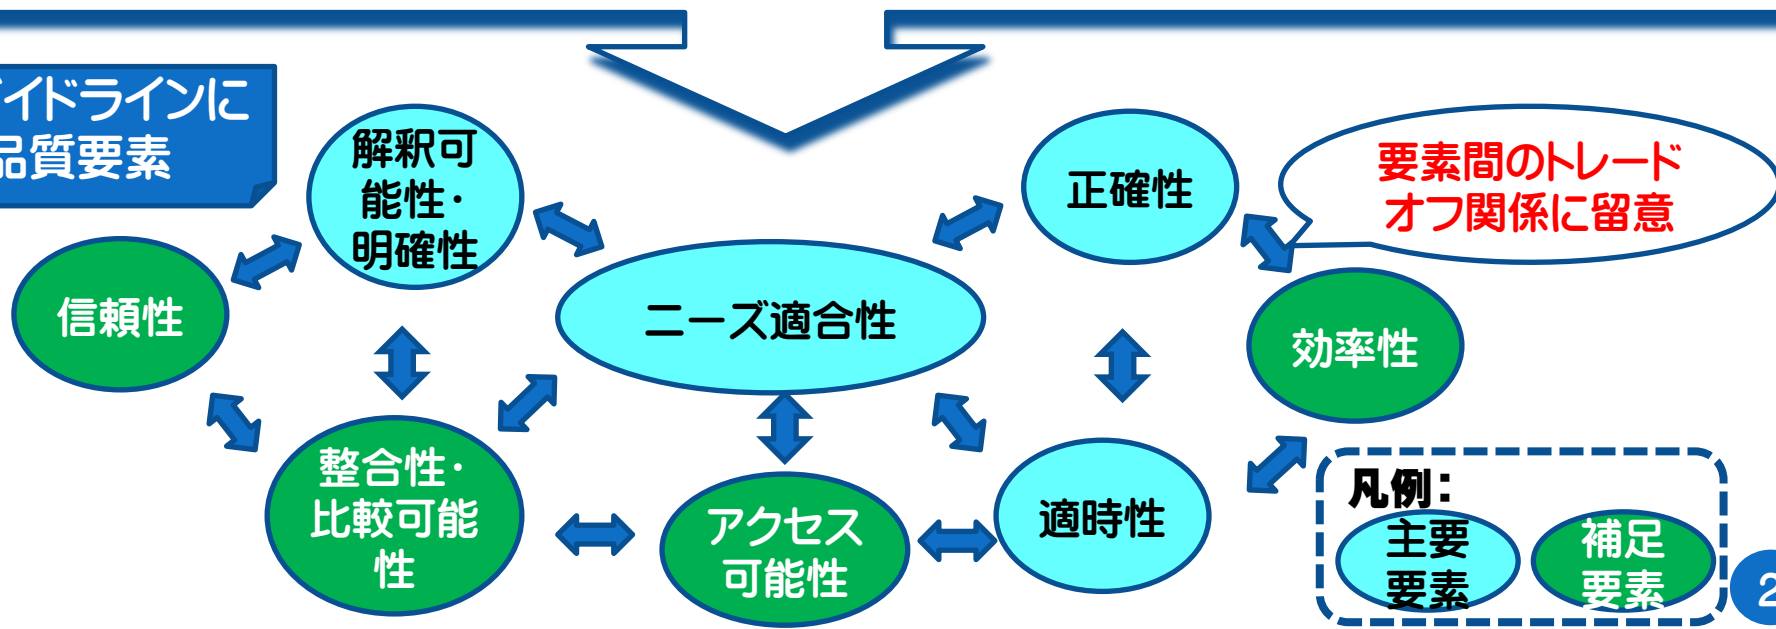 イドラインに
品質要素
解釈可
能性・
明確性
正確性
要素間のトレード
オフ関係に留意
信頼性
ニーズ適合性
効率性
整合性・
比較可能
性
アクセス
可能性
適時性
凡例：
主要
要素
補足
要素
2